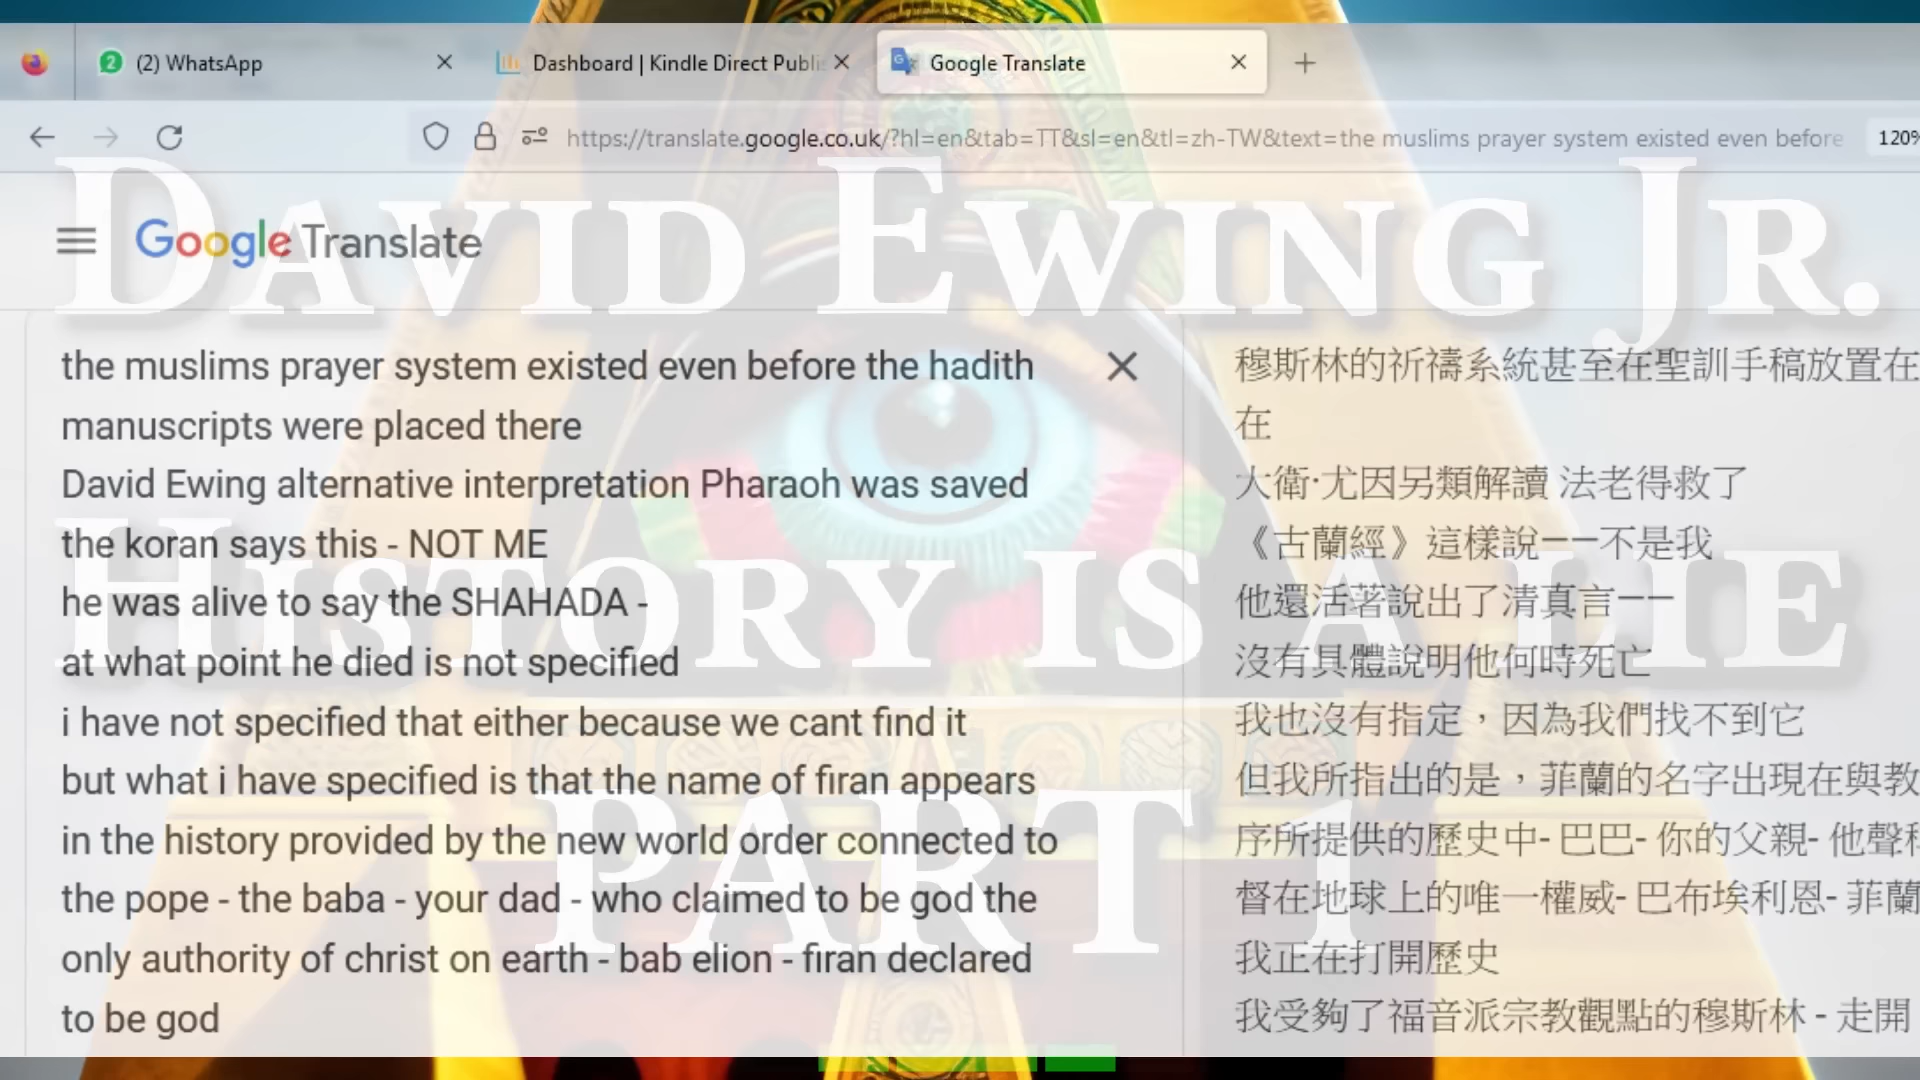 (2) WhatsApp
Dashboard | Kindle Direct Publis
Google Translate
https://translate.google.co.uk/?hl=en&tab=TT&sl=en&tl=zh-TW&text=the muslims prayer system existed even before
120%
DAVID EWING JR.
Google Translate
the muslims prayer system existed even before the hadith
manuscripts were placed there
David Ewing alternative interpretation Pharaoh was saved
the koran says this - NOT ME
he was alive to say the SHAHADA -
at what point he died is not specified
i have not specified that either because we cant find it
but what i have specified is that the name of firan appears
in the history provided by the new world order connected to
the pope - the baba - your dad - who claimed to be god the
only authority of christ on earth - bab elion - firan declared
to be god
穆斯林的祈禱系統甚至在聖訓手稿放置在
在
大衛·尤因另類解讀 法老得救了
《古蘭經》這樣說——不是我
他還活著說出了清真言——
沒有具體說明他何時死亡
我也沒有指定，因為我們找不到它
但我所指出的是，菲蘭的名字出現在與教
序所提供的歷史中- 巴巴- 你的父親- 他聲稱
督在地球上的唯一權威- 巴布埃利恩- 菲蘭
我正在打開歷史
我受夠了福音派宗教觀點的穆斯林 - 走開
HISTORY IS A LIE
PART 1